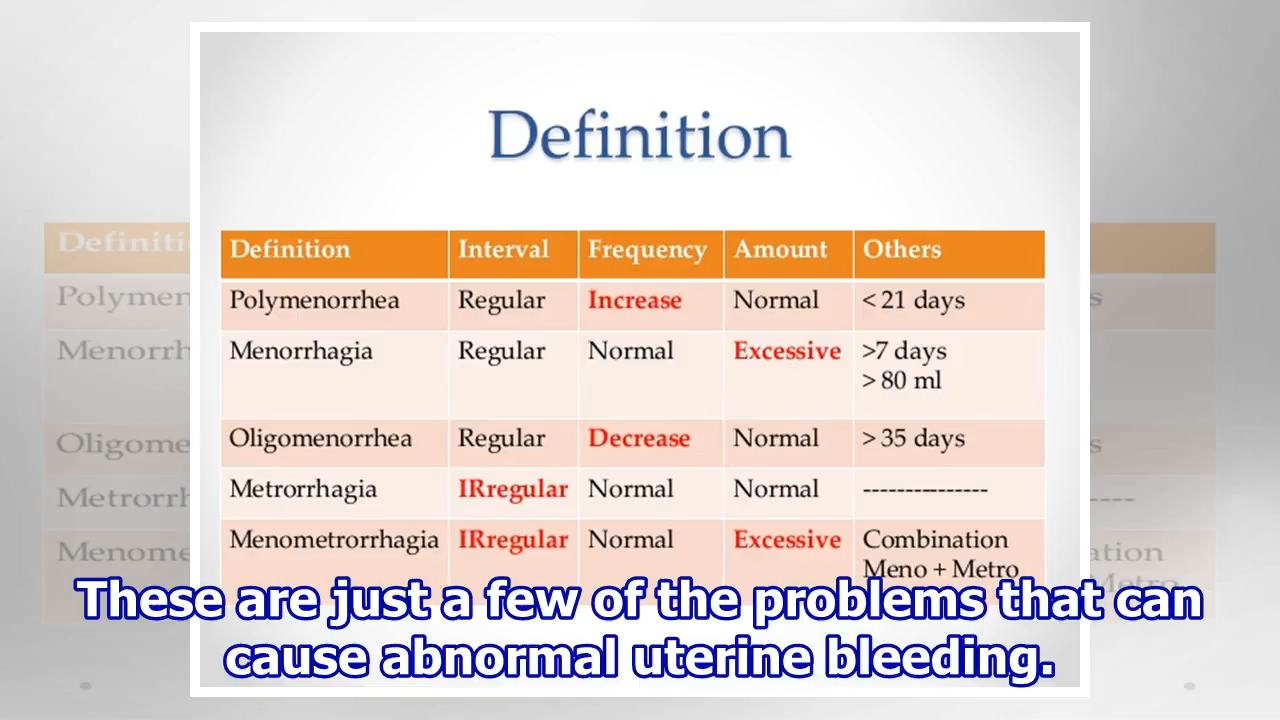 Definition
Definition Interval Frequency Amount Others
Polymenorrhea Regular Increase Normal < 21 days
Menorrhagia Regular Normal Excessive >7 days
> 80 ml
Oligomenorrhea Regular Decrease Normal > 35 days
Metrorrhagia IRregular Normal Normal ---------------
Menometrorrhagia IRregular Normal Excessive Combination
Meno + Metro
These are just a few of the problems that can
cause abnormal uterine bleeding.